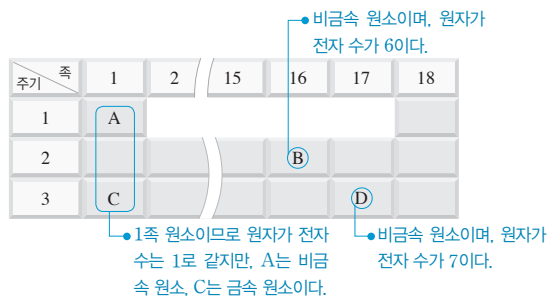 비금속 원소이며, 원자가
전자 수가 6이다.
족
주기
1 2 15 16 17 18
1 A
2 B
3 C D
1족 원소이므로 원자가 전자
수는 1로 같지만, A는 비금
속 원소, C는 금속 원소이다.
비금속 원소이며, 원자가
전자 수가 7이다.